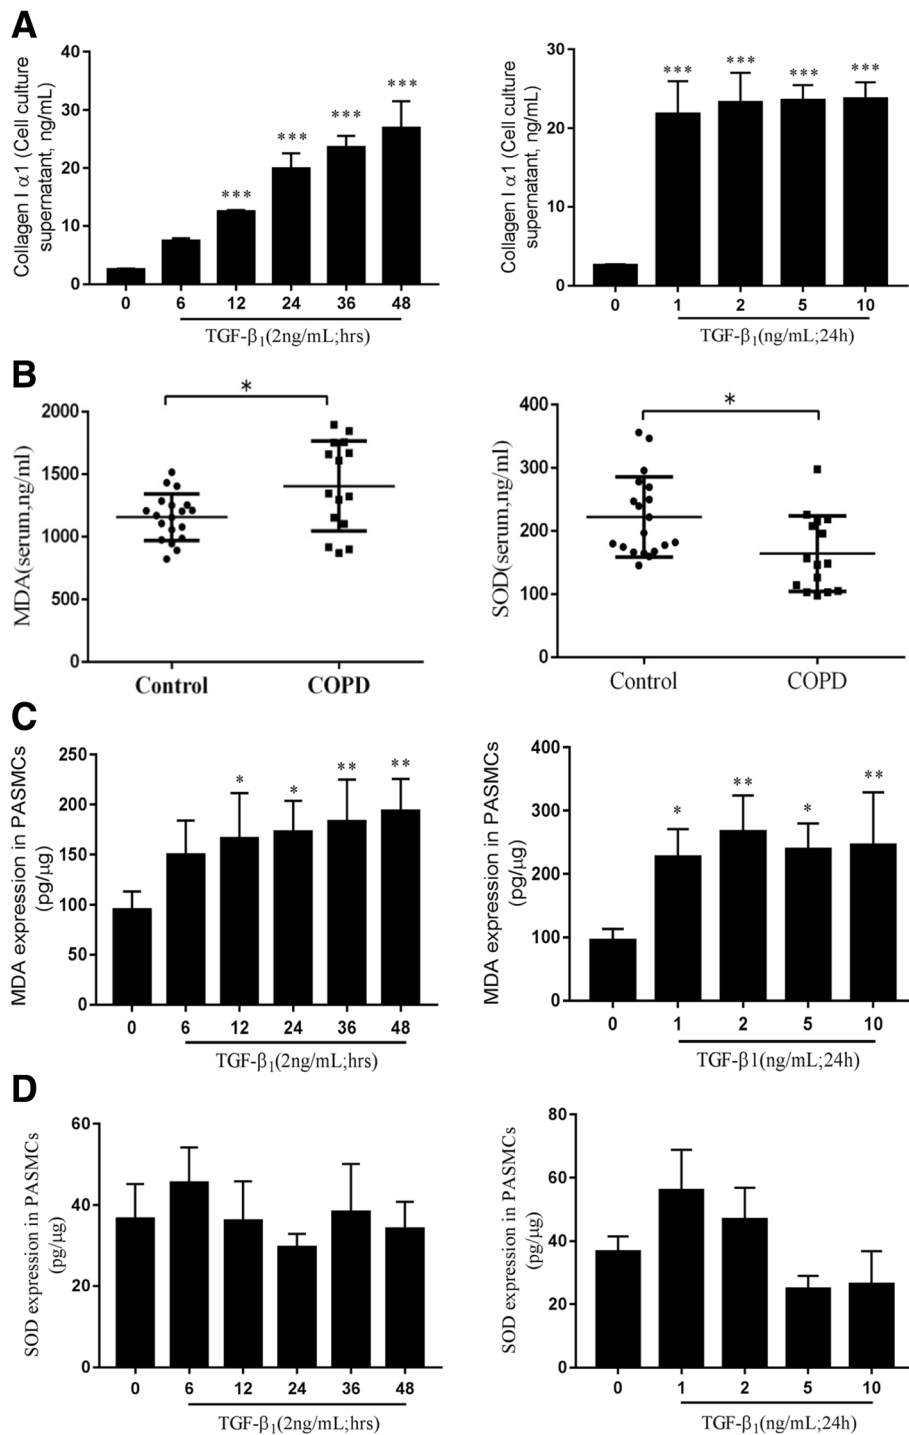 A
Collagen I α1 (Cell culture
supernatant, ng/mL)
40
30
20
10
0
***
***
***
***
0 6 12 24 36 48
TGF-β1(2ng/mL;hrs)
Collagen I α1 (Cell culture
supernatant, ng/mL)
30
20
10
0
***
***
***
***
0 1 2 5 10
TGF-β1(ng/mL;24h)
B
MDA(serum,ng/ml)
2000
1500
1000
500
0
*
Control COPD
SOD(serum,ng/ml)
400
300
200
100
0
*
Control COPD
C
MDA expression in PASMCs
(pg/μg)
250
200
150
100
50
0
*
*
**
**
0 6 12 24 36 48
TGF-β1(2ng/mL;hrs)
MDA expression in PASMCs
(pg/μg)
400
300
200
100
0
*
**
*
**
0 1 2 5 10
TGF-β1(ng/mL;24h)
D
SOD expression in PASMCs
(pg/μg)
60
40
20
0
0 6 12 24 36 48
TGF-β1(2ng/mL;hrs)
SOD expression in PASMCs
(pg/μg)
80
60
40
20
0
0 1 2 5 10
TGF-β1(ng/mL;24h)